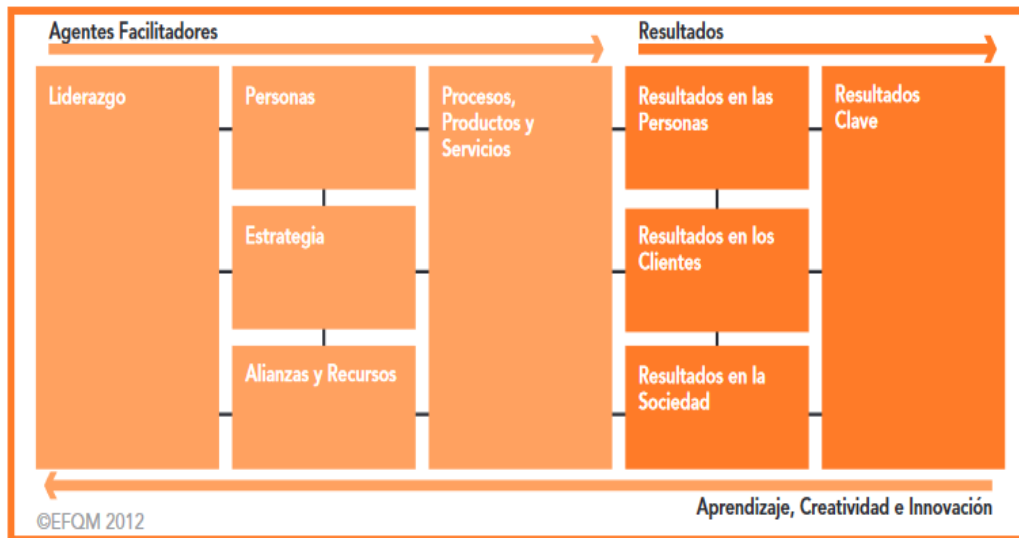 Agentes Facilitadores
Resultados
Liderazgo
Personas
Procesos,
Productos y
Servicios
Resultados en las
Personas
Resultados
Clave
Estrategia
Resultados en los
Clientes
Alianzas y Recursos
Resultados en la
Sociedad
Aprendizaje, Creatividad e Innovación
©EFQM 2012